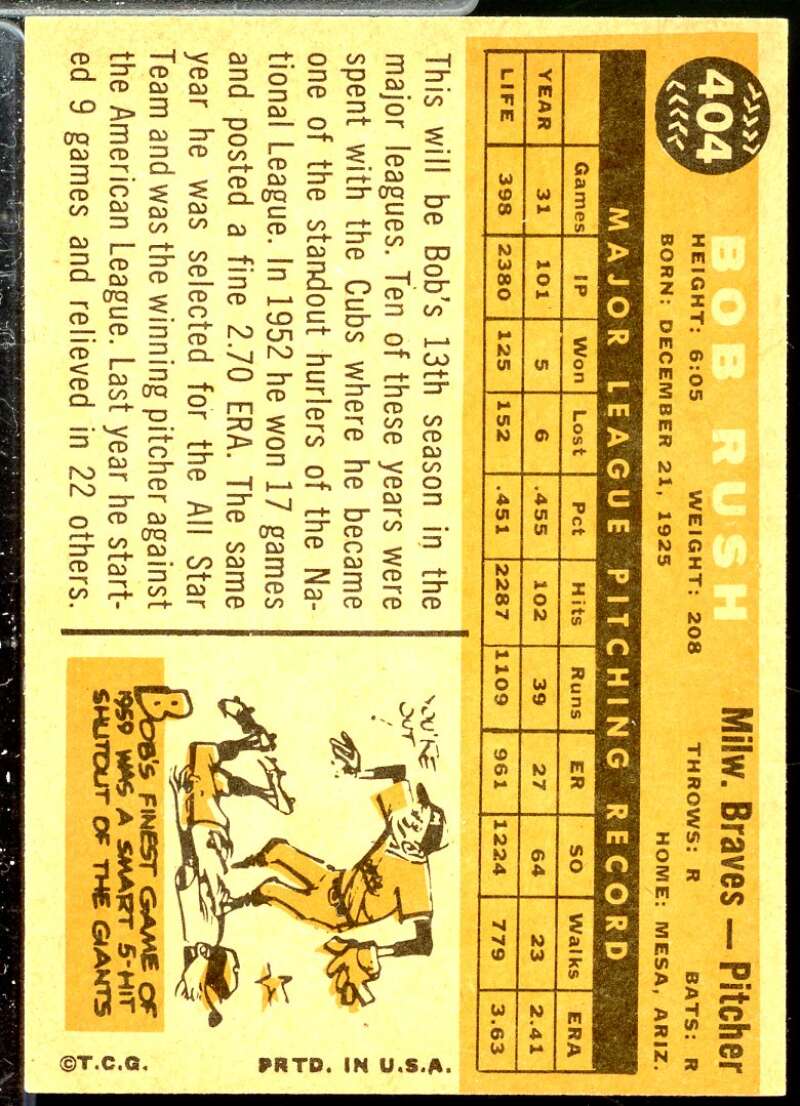 404
BOB RUSH
Milw. Braves — Pitcher
HEIGHT: 6:05 WEIGHT: 208 THROWS: R BATS: R
BORN: DECEMBER 21, 1925 HOME: MESA, ARIZ.
MAJOR LEAGUE PITCHING RECORD
Games IP Won Lost Pct Hits Runs ER SO Walks ERA
YEAR 31 101 5 6 .455 102 39 27 64 23 2.41
LIFE 398 2380 125 152 .451 2287 1109 961 1224 779 3.63
This will be Bob's 13th season in the
major leagues. Ten of these years were
spent with the Cubs where he became
one of the standout hurlers of the Na-
tional League. In 1952 he won 17 games
and posted a fine 2.70 ERA. The same
year he was selected for the All Star
Team and was the winning pitcher against
the American League. Last year he start-
ed 9 games and relieved in 22 others.
YOU'RE
OUT!
BOB'S FINEST GAME OF
1959 WAS A SMART 5-HIT
SHUTOUT OF THE GIANTS
©T.C.G. PRTD. IN U.S.A.